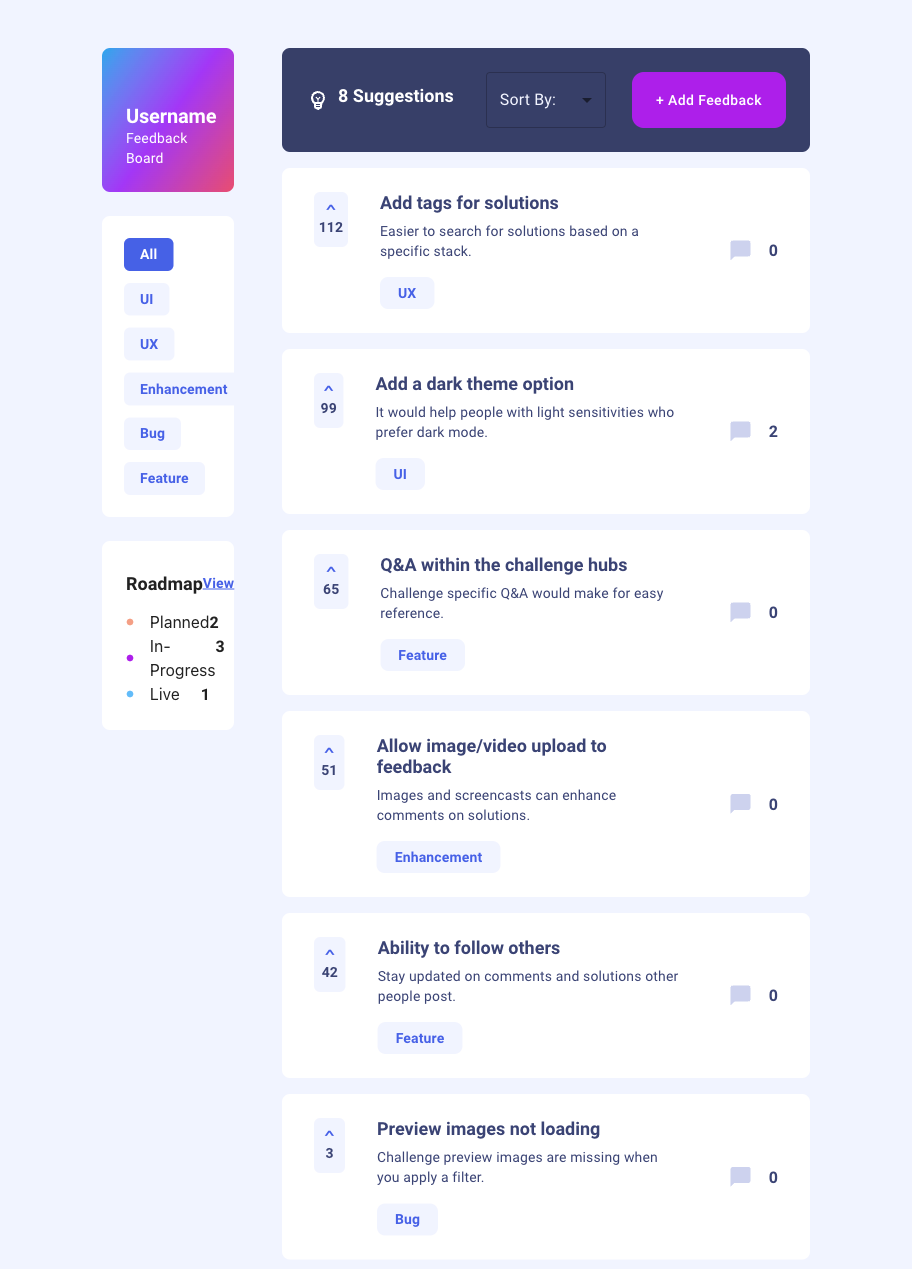 Username
Feedback
Board
All
UI
UX
Enhancement
Bug
Feature
Roadmap View
Planned 2
In- 3
Progress
Live 1
8 Suggestions Sort By: + Add Feedback
112
Add tags for solutions
Easier to search for solutions based on a
specific stack.
UX
0
99
Add a dark theme option
It would help people with light sensitivities who
prefer dark mode.
UI
2
65
Q&A within the challenge hubs
Challenge specific Q&A would make for easy
reference.
Feature
0
51
Allow image/video upload to
feedback
Images and screencasts can enhance
comments on solutions.
Enhancement
0
42
Ability to follow others
Stay updated on comments and solutions other
people post.
Feature
0
3
Preview images not loading
Challenge preview images are missing when
you apply a filter.
Bug
0